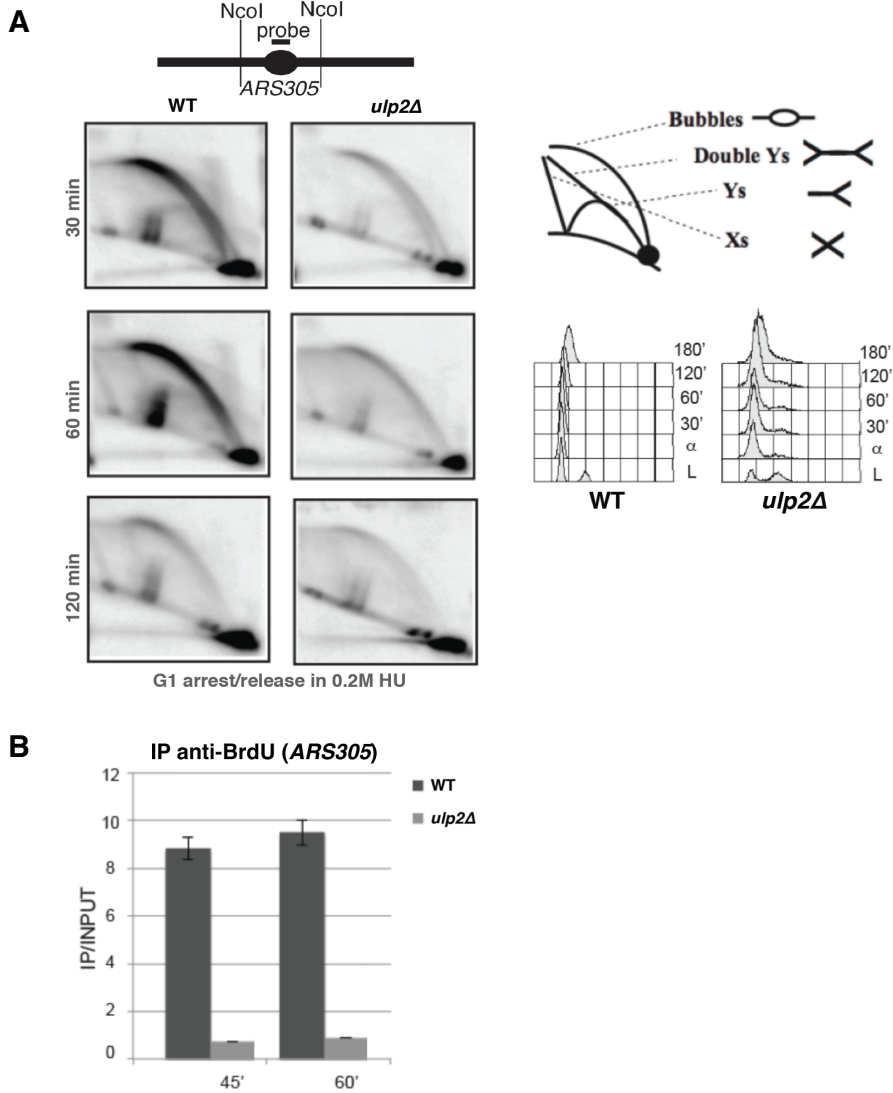 A
NcoI NcoI
probe
ARS305
WT ulp2Δ
30 min
60 min
120 min
G1 arrest/release in 0.2M HU
Bubbles
Double Ys
Ys
Xs
180’ 180’
120’ 120’
60’ 60’
30’ 30’
α α
L L
WT ulp2Δ
B
IP anti-BrdU (ARS305)
IP/INPUT
12
10
8
6
4
2
0
45’ 60’
WT
ulp2Δ